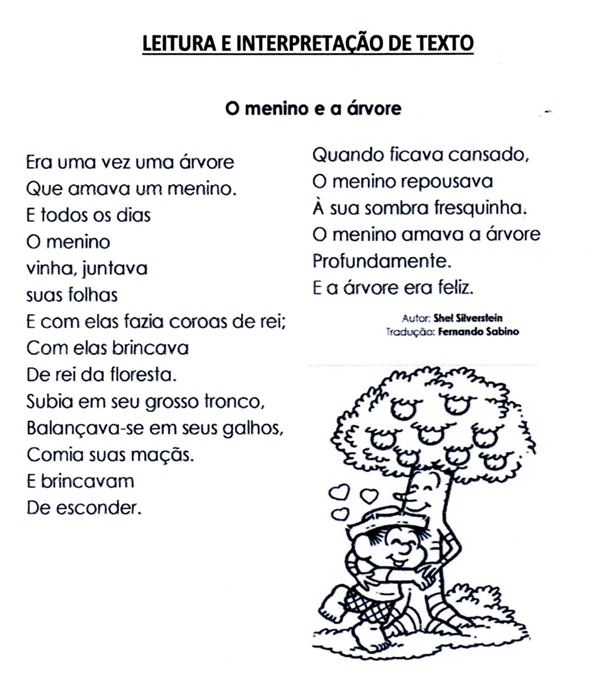 LEITURA E INTERPRETAÇÃO DE TEXTO
O menino e a árvore
Era uma vez uma árvore
Que amava um menino.
E todos os dias
O menino
vinha, juntava
suas folhas
E com elas fazia coroas de rei;
Com elas brincava
De rei da floresta.
Subia em seu grosso tronco,
Balançava-se em seus galhos,
Comia suas maçãs.
E brincavam
De esconder.
Quando ficava cansado,
O menino repousava
À sua sombra fresquinha.
O menino amava a árvore
Profundamente.
E a árvore era feliz.
Autor: Shel Silverstein
Tradução: Fernando Sabino